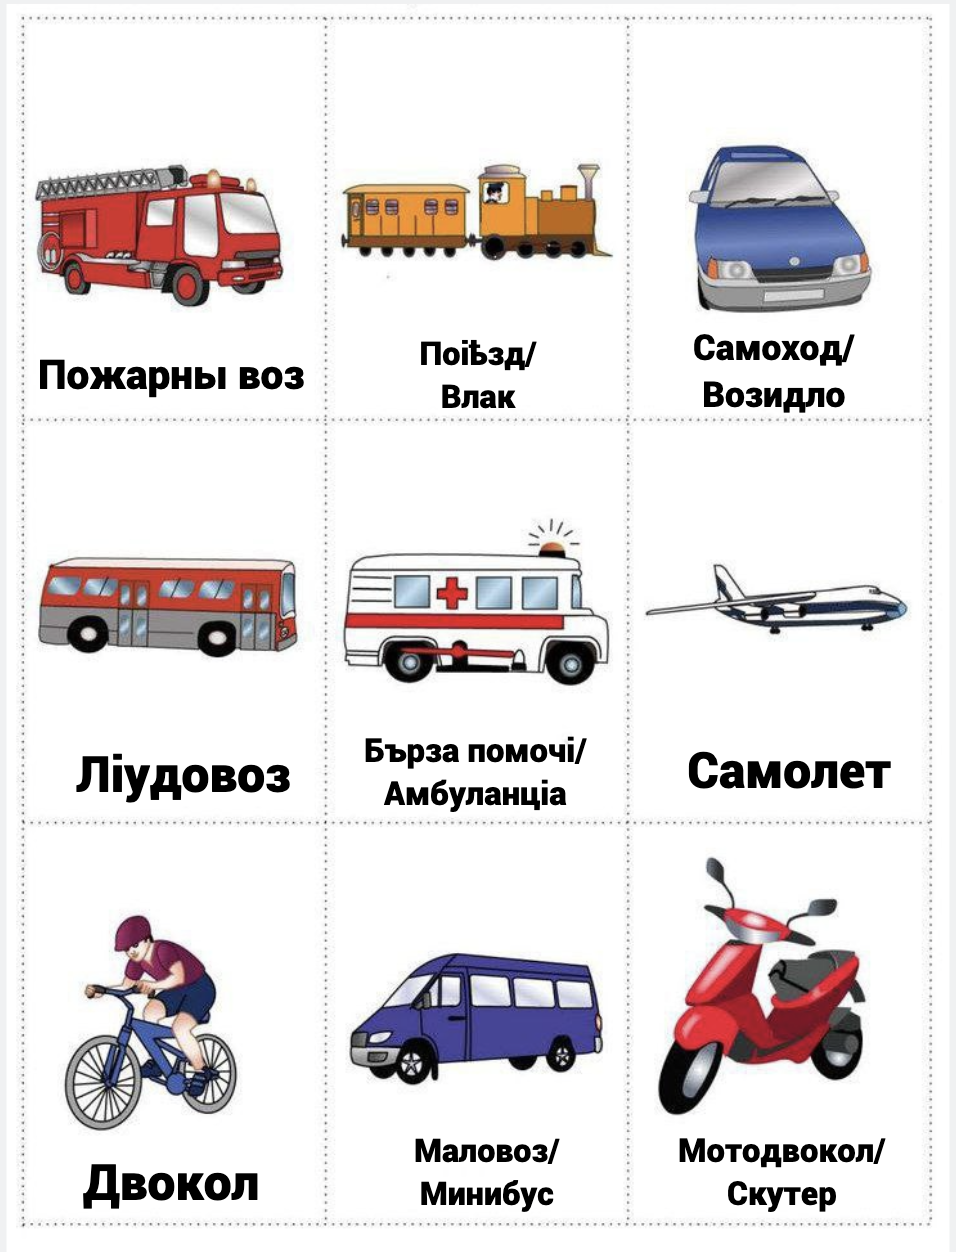 Пожарны воз
Поіѣзд/
Влак
Самоход/
Возидло
Ліудовоз
Бърза помочі/
Амбуланціа
Самолет
Двокол
Маловоз/
Минибус
Мотодвокол/
Скутер